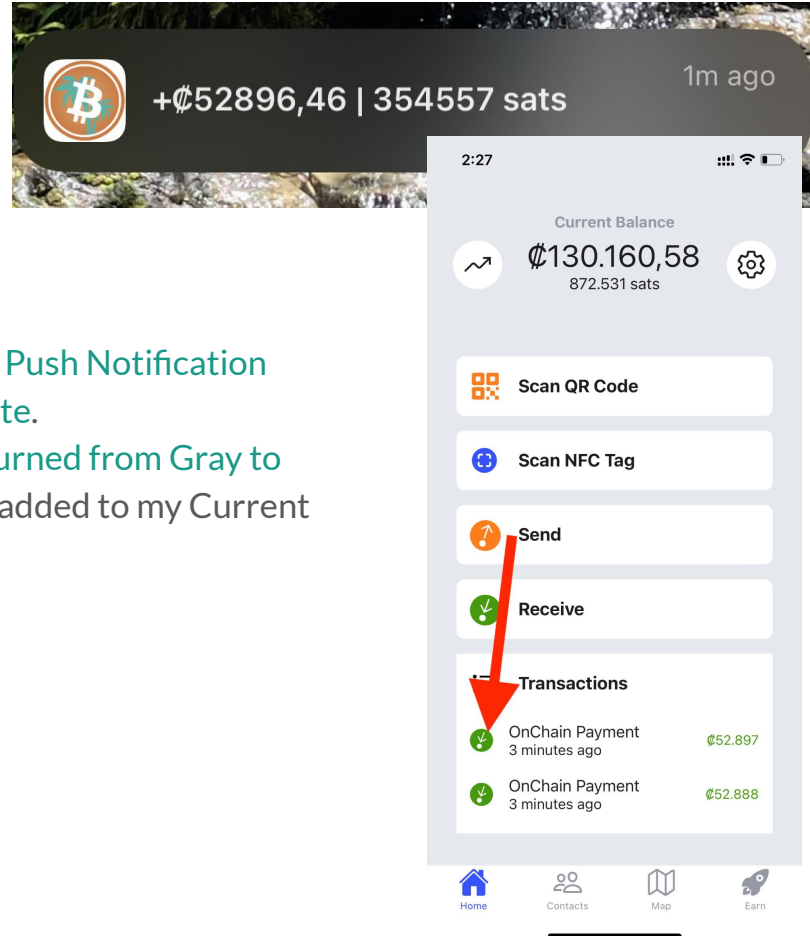 +₡52896,46 | 354557 sats
1m ago
2:27
Current Balance
₡130.160,58
872.531 sats
Push Notification
te.
urned from Gray to
added to my Current
Scan QR Code
Scan NFC Tag
Send
Receive
Transactions
OnChain Payment
₡52.897
3 minutes ago
OnChain Payment
₡52.888
3 minutes ago
Home
Contacts
Map
Earn